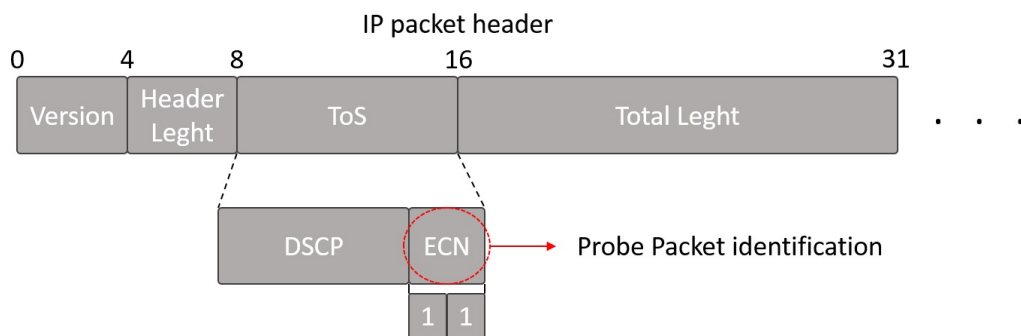 IP packet header
0 4 8 16 31
Version Header Leght ToS Total Leght . . .
DSCP ECN Probe Packet identification
1 1